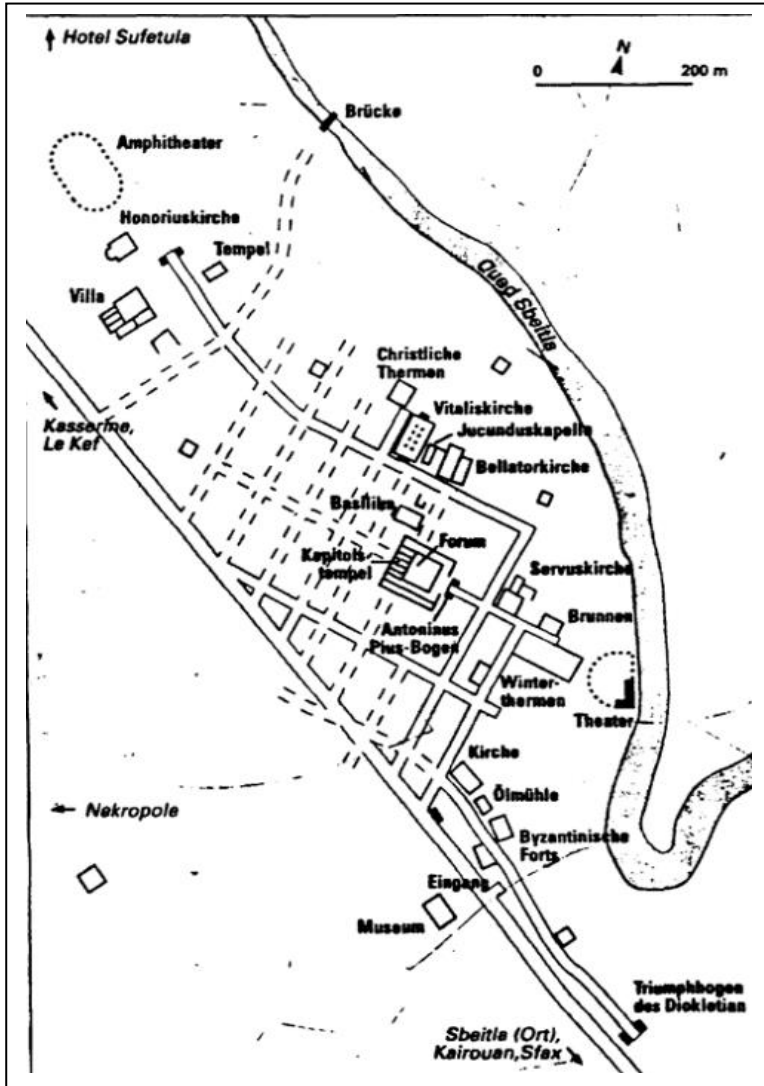 Hotel Sufetula
N
0 200 m
Brücke
Amphitheater
Honoriuskirche
Tempel
Villa
Oued Sbeitla
Christliche
Thermen
Vitaliskirche
Jucunduskapelle
Kasserine,
Le Kef
Bellatorkirche
Basilika
Forum
Kapitols-
tempel
Servuskirche
Brunnen
Antoninus
Pius-Bogen
Winter-
thermen
Theater
Kirche
Ölmühle
Nekropole
Byzantinische
Forts
Eingang
Museum
Triumphbogen
des Diokletian
Sbeitla (Ort),
Kairouan, Sfax